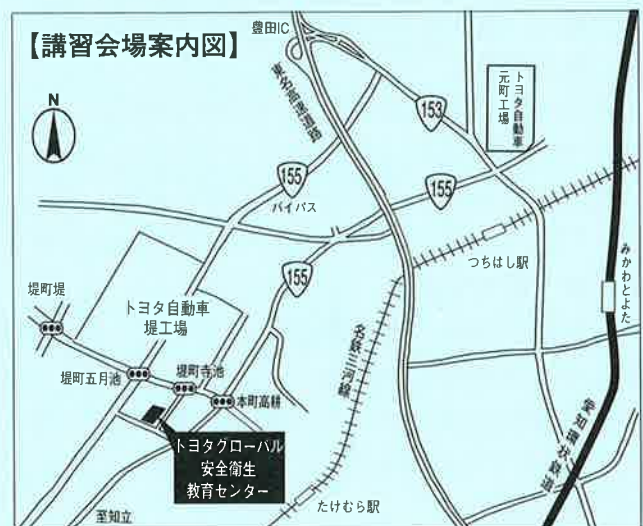 【講習会場案内図】
豊田IC
東名高速道路
N
153
トヨタ自動車
元町工場
155
バイパス
155
155
つちはし駅
みかわとよた
堤町堤
トヨタ自動車
堤工場
名鉄三河線
堤町五月池
堤町寺池
本町高耕
愛知環状鉄道
トヨタグローバル
安全衛生
教育センター
たけむら駅
至知立